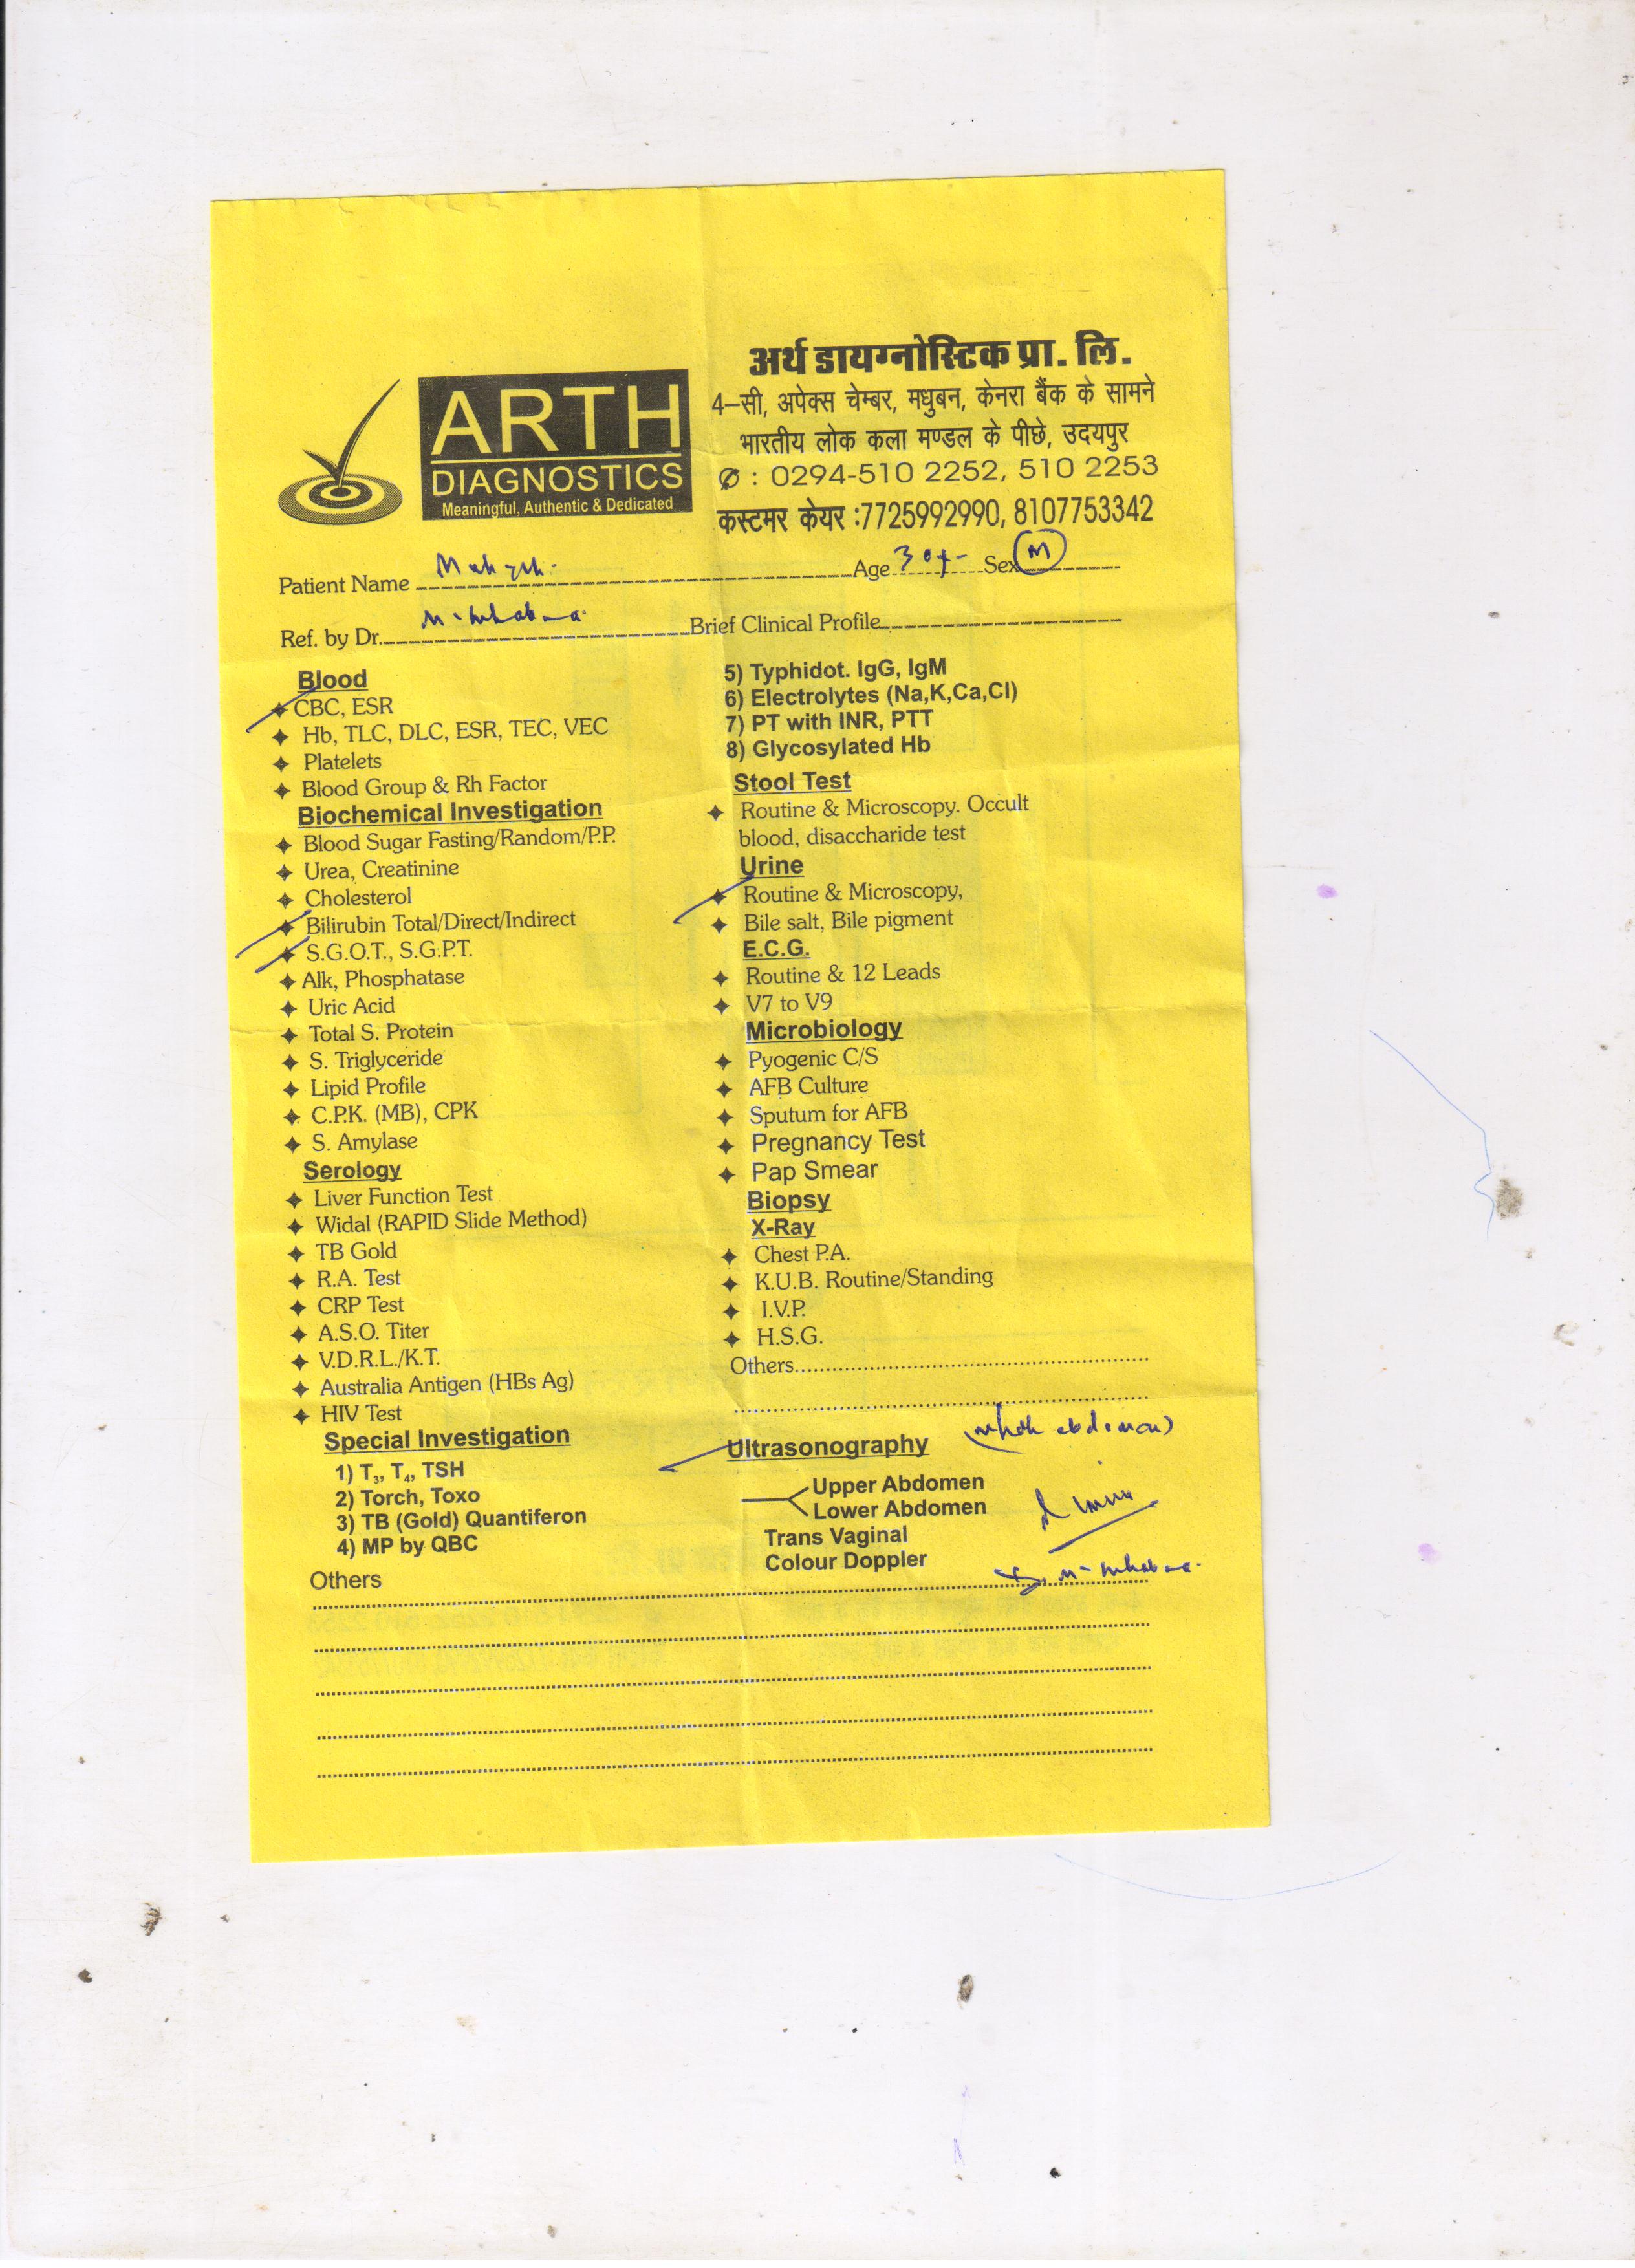 ARTH
DIAGNOSTICS
Meaningful, Authentic & Dedicated
अर्थ डायग्नोस्टिक प्रा. लि.
4–सी, अपेक्स चेम्बर, मधुबन, केनरा बैंक के सामने
भारतीय लोक कला मण्डल के पीछे, उदयपुर
: 0294-510 2252, 510 2253
कस्टमर केयर :7725992990, 8107753342
Patient Name Age 30 Sex M
Ref. by Dr. Brief Clinical Profile
Blood
CBC, ESR
Hb, TLC, DLC, ESR, TEC, VEC
Platelets
Blood Group & Rh Factor
Biochemical Investigation
Blood Sugar Fasting/Random/P.P.
Urea, Creatinine
Cholesterol
Bilirubin Total/Direct/Indirect
S.G.O.T., S.G.P.T.
Alk, Phosphatase
Uric Acid
Total S. Protein
S. Triglyceride
Lipid Profile
C.P.K. (MB), CPK
S. Amylase
Serology
Liver Function Test
Widal (RAPID Slide Method)
TB Gold
R.A. Test
CRP Test
A.S.O. Titer
V.D.R.L./K.T.
Australia Antigen (HBs Ag)
HIV Test
Special Investigation
1) T3, T4, TSH
2) Torch, Toxo
3) TB (Gold) Quantiferon
4) MP by QBC
5) Typhidot. IgG, IgM
6) Electrolytes (Na,K,Ca,Cl)
7) PT with INR, PTT
8) Glycosylated Hb
Stool Test
Routine & Microscopy. Occult
blood, disaccharide test
Urine
Routine & Microscopy,
Bile salt, Bile pigment
E.C.G.
Routine & 12 Leads
V7 to V9
Microbiology
Pyogenic C/S
AFB Culture
Sputum for AFB
Pregnancy Test
Pap Smear
Biopsy
X-Ray
Chest P.A.
K.U.B. Routine/Standing
I.V.P.
H.S.G.
Others
Ultrasonography (whole abdomen)
Upper Abdomen
Lower Abdomen
Trans Vaginal
Colour Doppler
Others